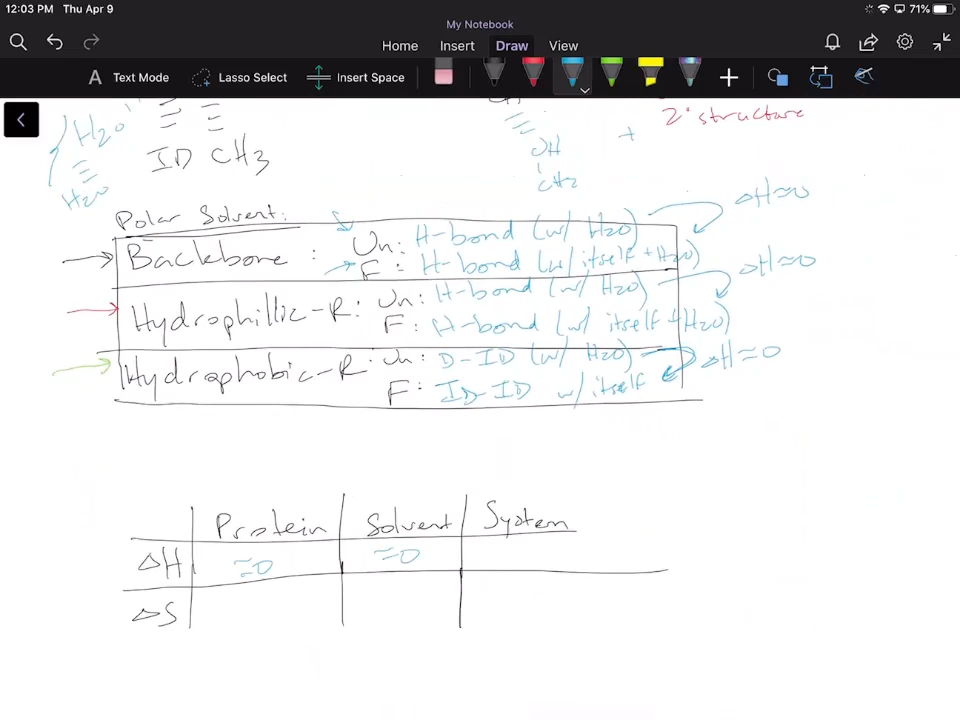 12:03 PM Thu Apr 9
71%
My Notebook
Home Insert Draw View
Text Mode Lasso Select Insert Space
2° structure
H2O
+
ID CH3
OH
H2O
CH2
Polar Solvent:
ΔH≈0
Backbone : Un: H-bond (w/ H2O)
F: H-bond (w/ itself + H2O)
ΔH≈0
Hydrophillic-R: Un: H-bond (w/ H2O)
F: H-bond (w/ itself + H2O)
Hydrophobic-R: Un: D-ID (w/ H2O)
ΔH≈0
F: ID-ID w/ itself
Protein Solvent System
ΔH ≈0 ≈0
ΔS